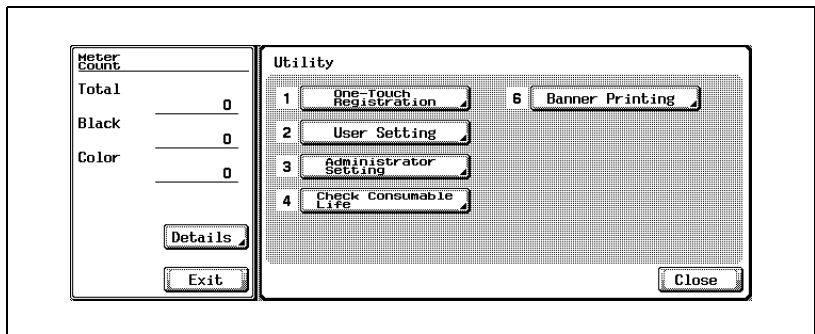 Meter
Count
Total
0
Black
0
Color
0
Details
Exit
Utility
1 One-Touch
Registration
2 User Setting
3 Administrator
Setting
4 Check Consumable
Life
6 Banner Printing
Close